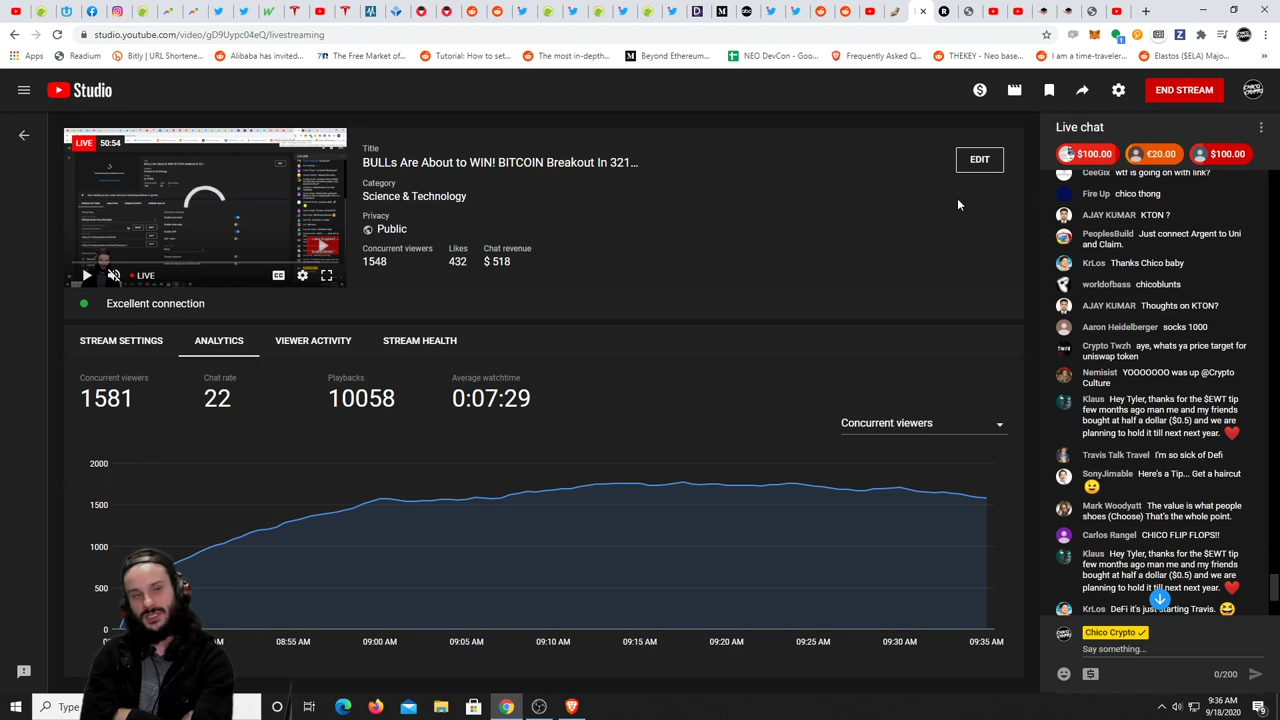 studio.youtube.com/video/gD9Uypc04eQ/livestreaming
Apps
Readium
Bitly | URL Shortene...
Alibaba has invited...
The Free Market of...
Tutorial: How to set...
The most in-depth...
Beyond Ethereum...
NEO DevCon - Goo...
Frequently Asked Q...
THEKEY - Neo base...
I am a time-traveler...
Elastos ($ELA) Majo...
Studio
END STREAM
LIVE 50:54
LIVE
Title
BULLs Are About to WIN! BITCOIN Breakout In 321...
EDIT
Category
Science & Technology
Privacy
Public
Concurrent viewers
Likes
Chat revenue
1548
432
$ 518
Excellent connection
STREAM SETTINGS
ANALYTICS
VIEWER ACTIVITY
STREAM HEALTH
Concurrent viewers
Chat rate
Playbacks
Average watchtime
1581
22
10058
0:07:29
Concurrent viewers
2000
1500
1000
500
0
08:55 AM
09:00 AM
09:05 AM
09:10 AM
09:15 AM
09:20 AM
09:25 AM
09:30 AM
09:35 AM
Live chat
$100.00
€20.00
$100.00
CeeGix wtf is going on with link?
Fire Up chico thong
AJAY KUMAR KTON ?
PeoplesBuild Just connect argent to Uni
and Claim.
KrLos Thanks Chico baby
worldofbass chicoblunts
AJAY KUMAR Thoughts on KTON?
Aaron Heidelberger socks 1000
Crypto Twzh aye, whats ya price target for
uniswap token
Nemisist YOOOOOOO was up @Crypto
Culture
Klaus Hey Tyler, thanks for the $EWT tip
few months ago man me and my friends
bought at half a dollar ($0.5) and we are
planning to hold it till next next year.
Travis Talk Travel I'm so sick of Defi
SonyJimable Here's a Tip... Get a haircut
Mark Woodyatt The value is what people
shoes (Choose) That's the whole point.
Carlos Rangel CHICO FLIP FLOPS!!
Klaus Hey Tyler, thanks for the $EWT tip
few months ago man me and my friends
bought at half a dollar ($0.5) and we are
planning to hold it till next next year.
KrLos DeFi it's just starting Travis.
Chico Crypto
Say something...
0/200
Type
9:36 AM
9/18/2020